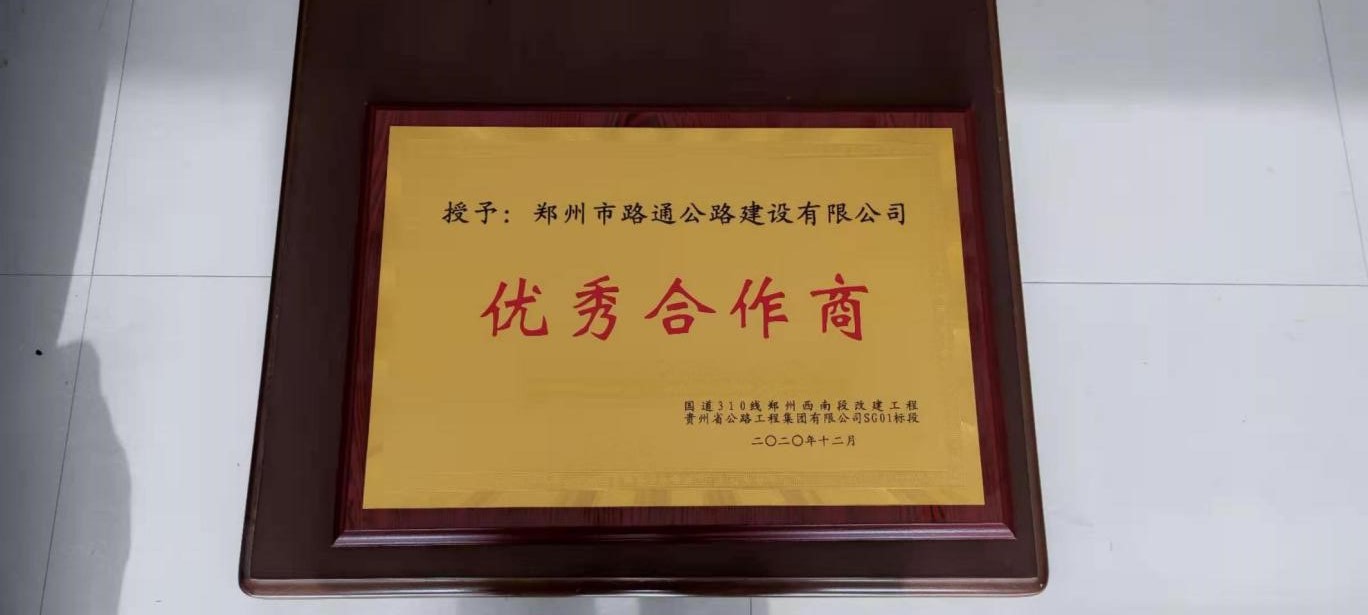 授予：郑州市路通公路建设有限公司
优秀合作商
国道310线郑州西南段改建工程
贵州省公路工程集团有限公司SG01标段
二〇二〇年十二月